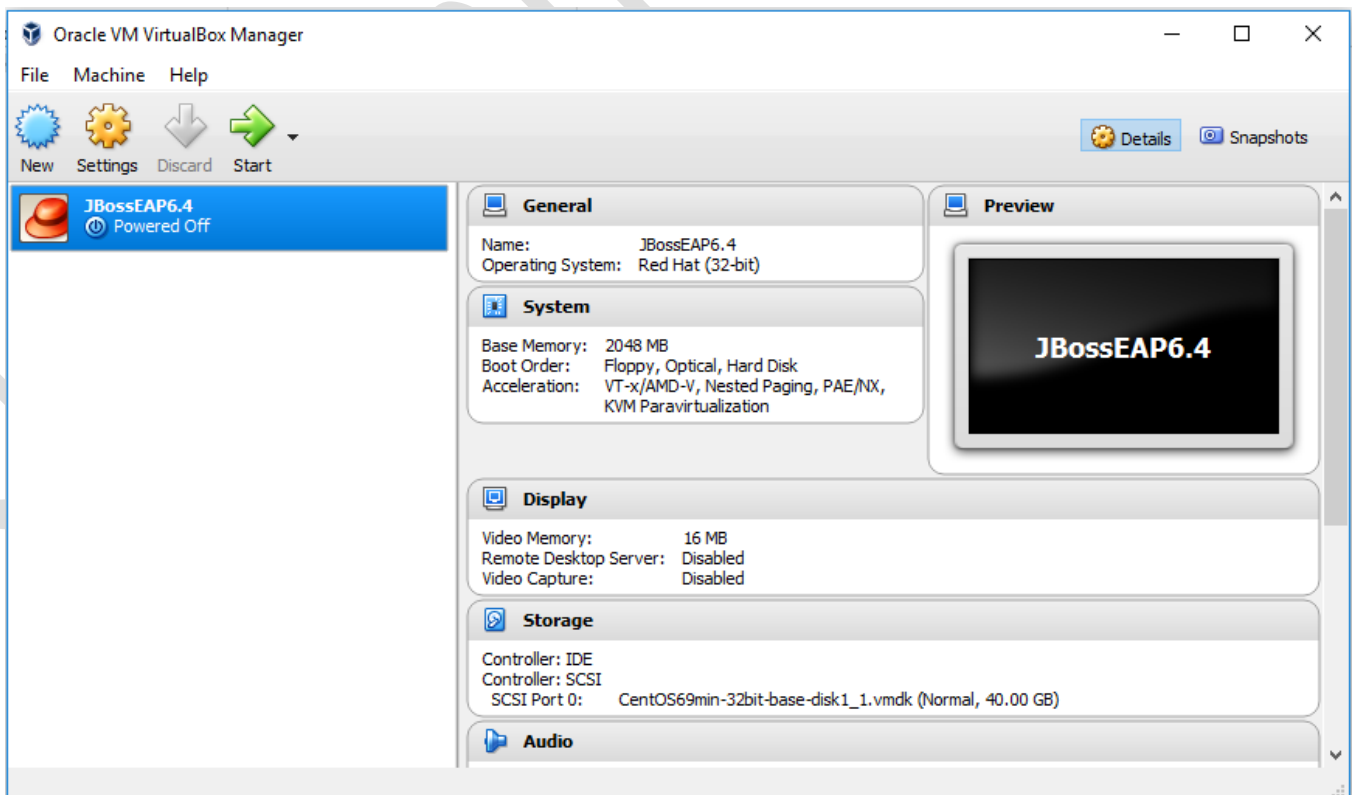 Oracle VM VirtualBox Manager
File Machine Help
New Settings Discard Start
Details Snapshots
JBossEAP6.4
Powered Off
General
Name: JBossEAP6.4
Operating System: Red Hat (32-bit)
System
Base Memory: 2048 MB
Boot Order: Floppy, Optical, Hard Disk
Acceleration: VT-x/AMD-V, Nested Paging, PAE/NX,
KVM Paravirtualization
Preview
JBossEAP6.4
Display
Video Memory: 16 MB
Remote Desktop Server: Disabled
Video Capture: Disabled
Storage
Controller: IDE
Controller: SCSI
SCSI Port 0: CentOS69min-32bit-base-disk1_1.vmdk (Normal, 40.00 GB)
Audio